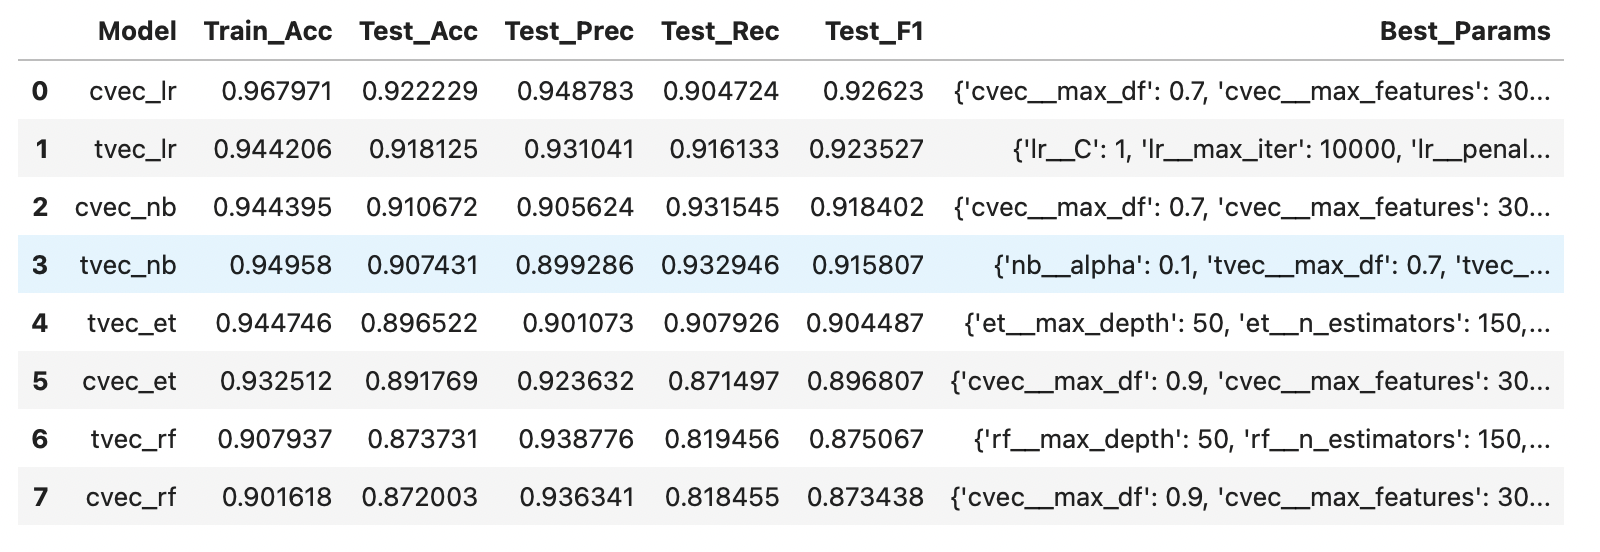 Model Train_Acc Test_Acc Test_Prec Test_Rec Test_F1 Best_Params
0 cvec_lr 0.967971 0.922229 0.948783 0.904724 0.92623 {'cvec__max_df': 0.7, 'cvec__max_features': 30...
1 tvec_lr 0.944206 0.918125 0.931041 0.916133 0.923527 {'lr__C': 1, 'lr__max_iter': 10000, 'lr__penal...
2 cvec_nb 0.944395 0.910672 0.905624 0.931545 0.918402 {'cvec__max_df': 0.7, 'cvec__max_features': 30...
3 tvec_nb 0.94958 0.907431 0.899286 0.932946 0.915807 {'nb__alpha': 0.1, 'tvec__max_df': 0.7, 'tvec_...
4 tvec_et 0.944746 0.896522 0.901073 0.907926 0.904487 {'et__max_depth': 50, 'et__n_estimators': 150,...
5 cvec_et 0.932512 0.891769 0.923632 0.871497 0.896807 {'cvec__max_df': 0.9, 'cvec__max_features': 30...
6 tvec_rf 0.907937 0.873731 0.938776 0.819456 0.875067 {'rf__max_depth': 50, 'rf__n_estimators': 150,...
7 cvec_rf 0.901618 0.872003 0.936341 0.818455 0.873438 {'cvec__max_df': 0.9, 'cvec__max_features': 30...